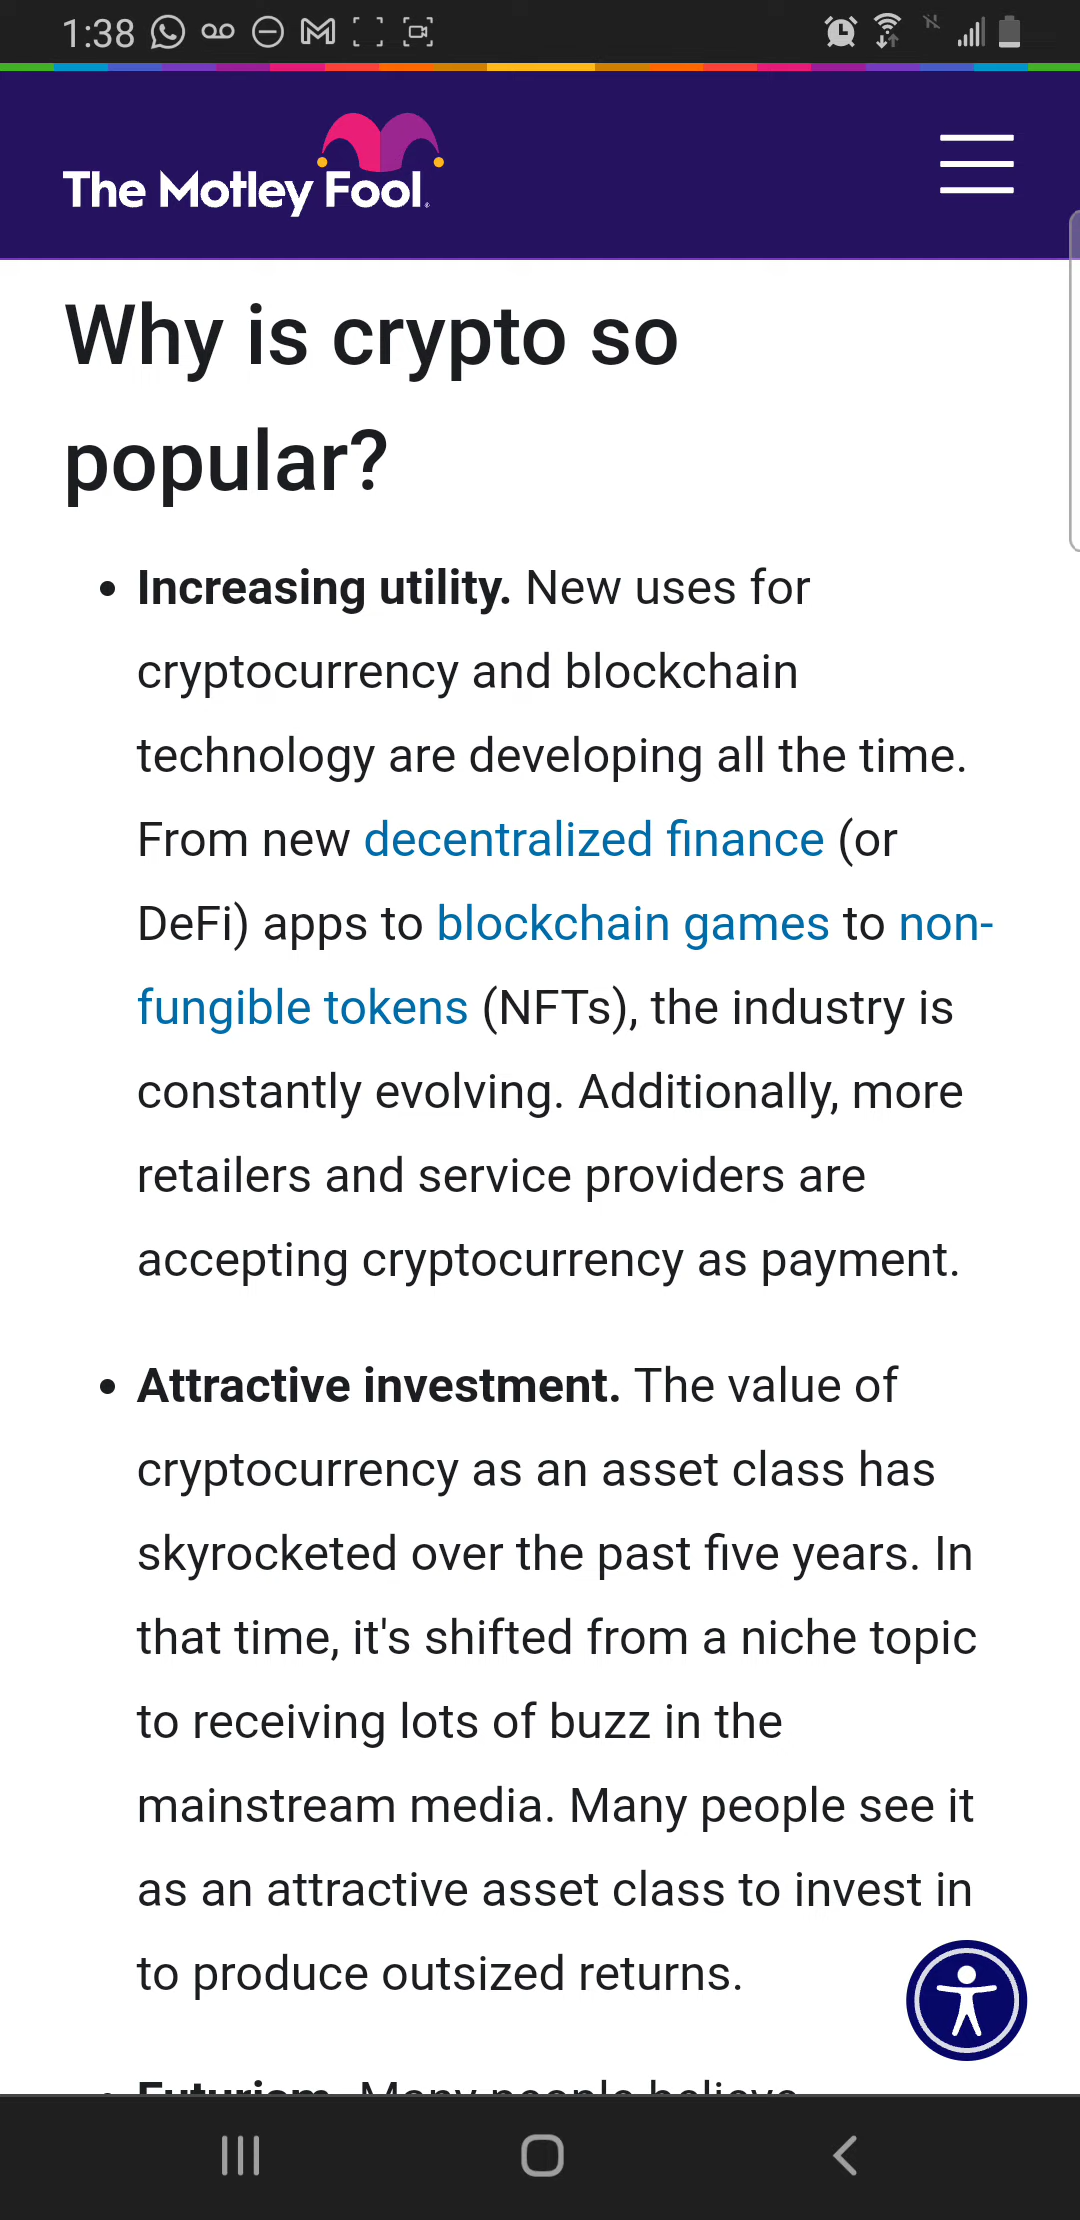 1:38
The Motley Fool.
Why is crypto so
popular?
• Increasing utility. New uses for
cryptocurrency and blockchain
technology are developing all the time.
From new decentralized finance (or
DeFi) apps to blockchain games to non-
fungible tokens (NFTs), the industry is
constantly evolving. Additionally, more
retailers and service providers are
accepting cryptocurrency as payment.
• Attractive investment. The value of
cryptocurrency as an asset class has
skyrocketed over the past five years. In
that time, it's shifted from a niche topic
to receiving lots of buzz in the
mainstream media. Many people see it
as an attractive asset class to invest in
to produce outsized returns.
• Futurism. Many people believe